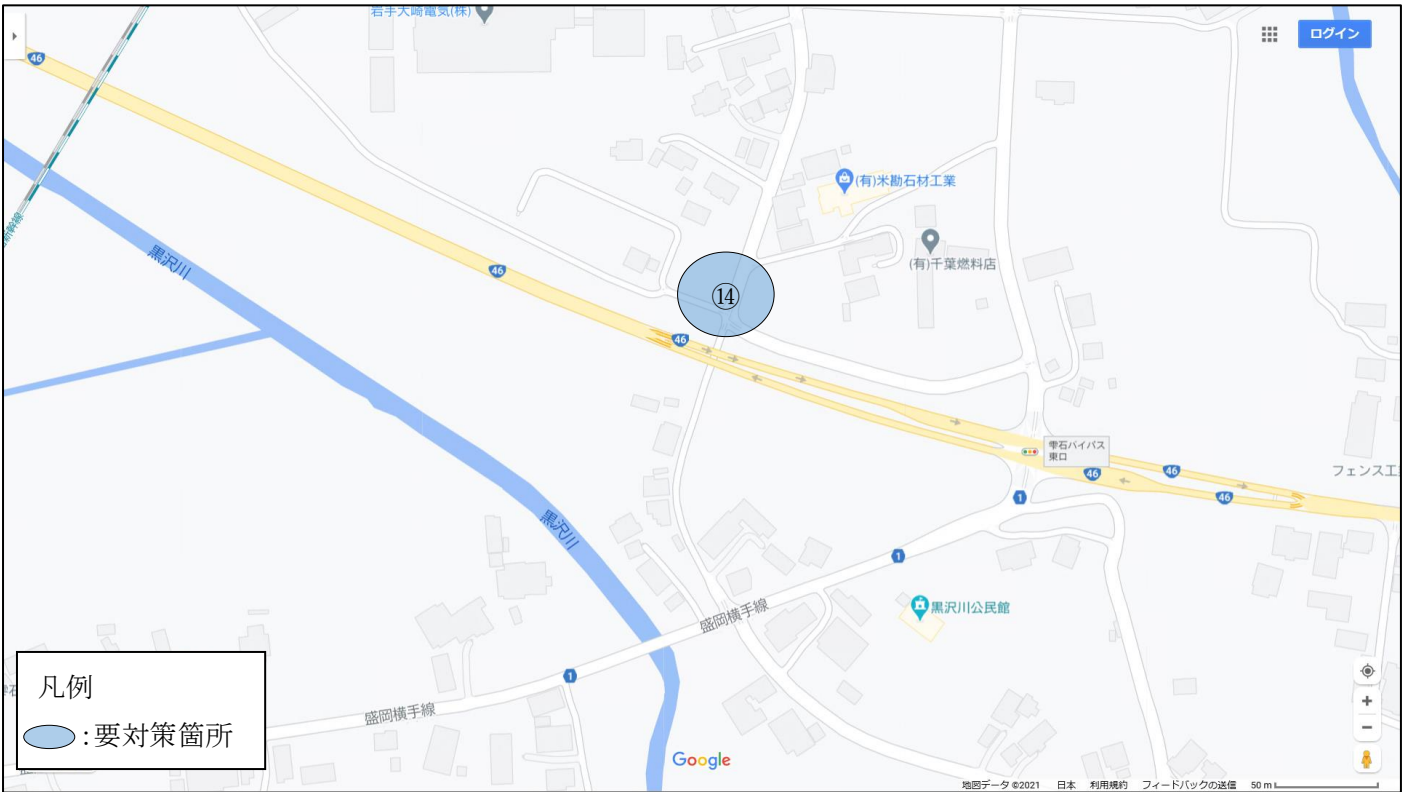 岩手大崎電気(株)
ログイン
46
(有)米勘石材工業
(有)千葉燃料店
新幹線
黒沢川
46
⑭
46
雫石バイパス
東口
46
46
46
フェンス工
1
黒沢川
1
黒沢川公民館
盛岡横手線
1
盛岡横手線
凡例
:要対策箇所
Google
地図データ ©2021 日本 利用規約 フィードバックの送信 50 m